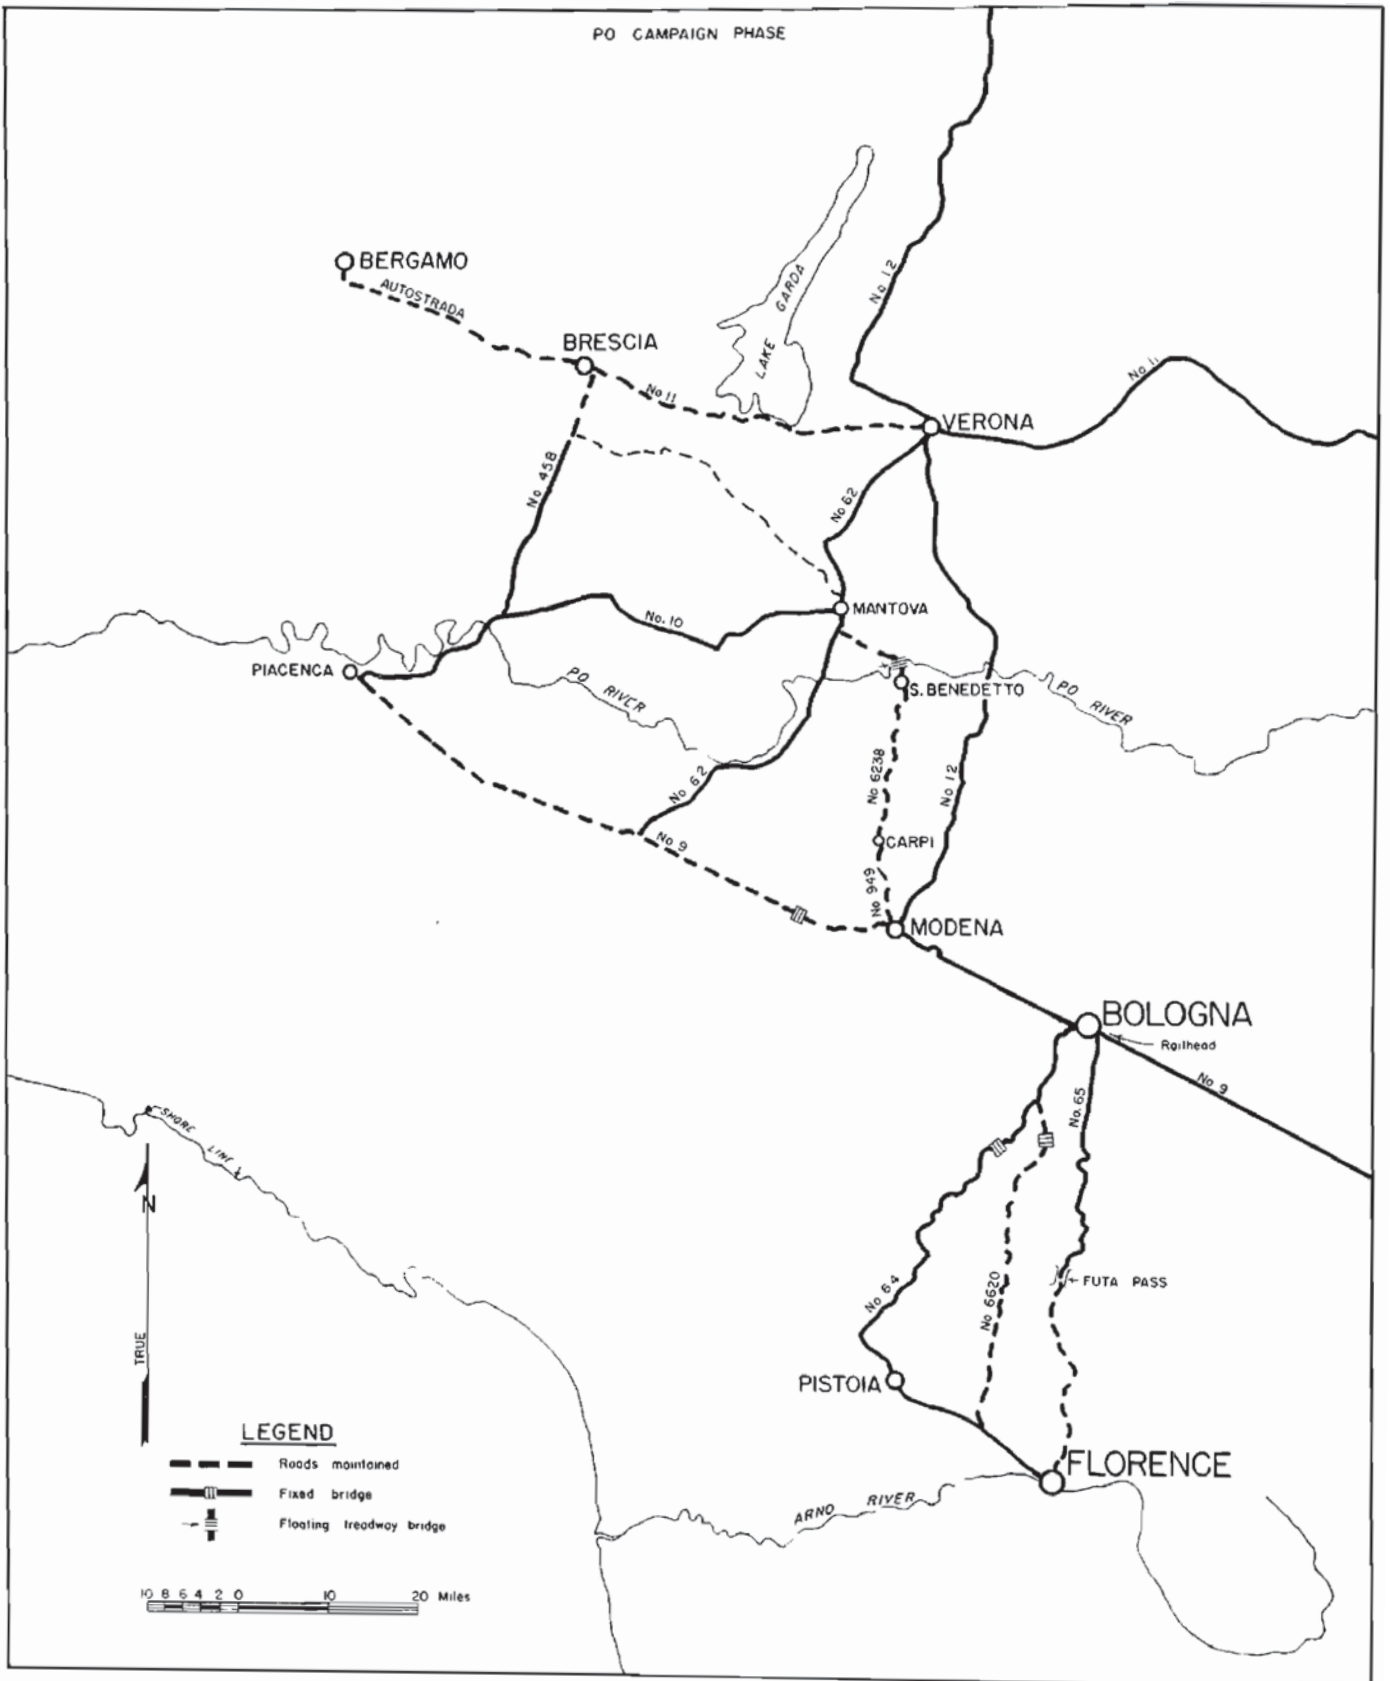 PO CAMPAIGN PHASE
BERGAMO
AUTOSTRADA
BRESCIA
No 11
LAKE GARDA
No 12
VERONA
No 11
No. 458
No 62
MANTOVA
No. 10
PIACENCA
PO RIVER
S. BENEDETTO
PO RIVER
No 62
No 6238
No 12
No 9
CARPI
No 949
MODENA
BOLOGNA
Railhead
No 9
No. 65
SHORE LINE
N
TRUE
No 64
No 6620
FUTA PASS
PISTOIA
FLORENCE
ARNO RIVER
LEGEND
Roads maintained
Fixed bridge
Floating treadway bridge
10 8 6 4 2 0 10 20 Miles